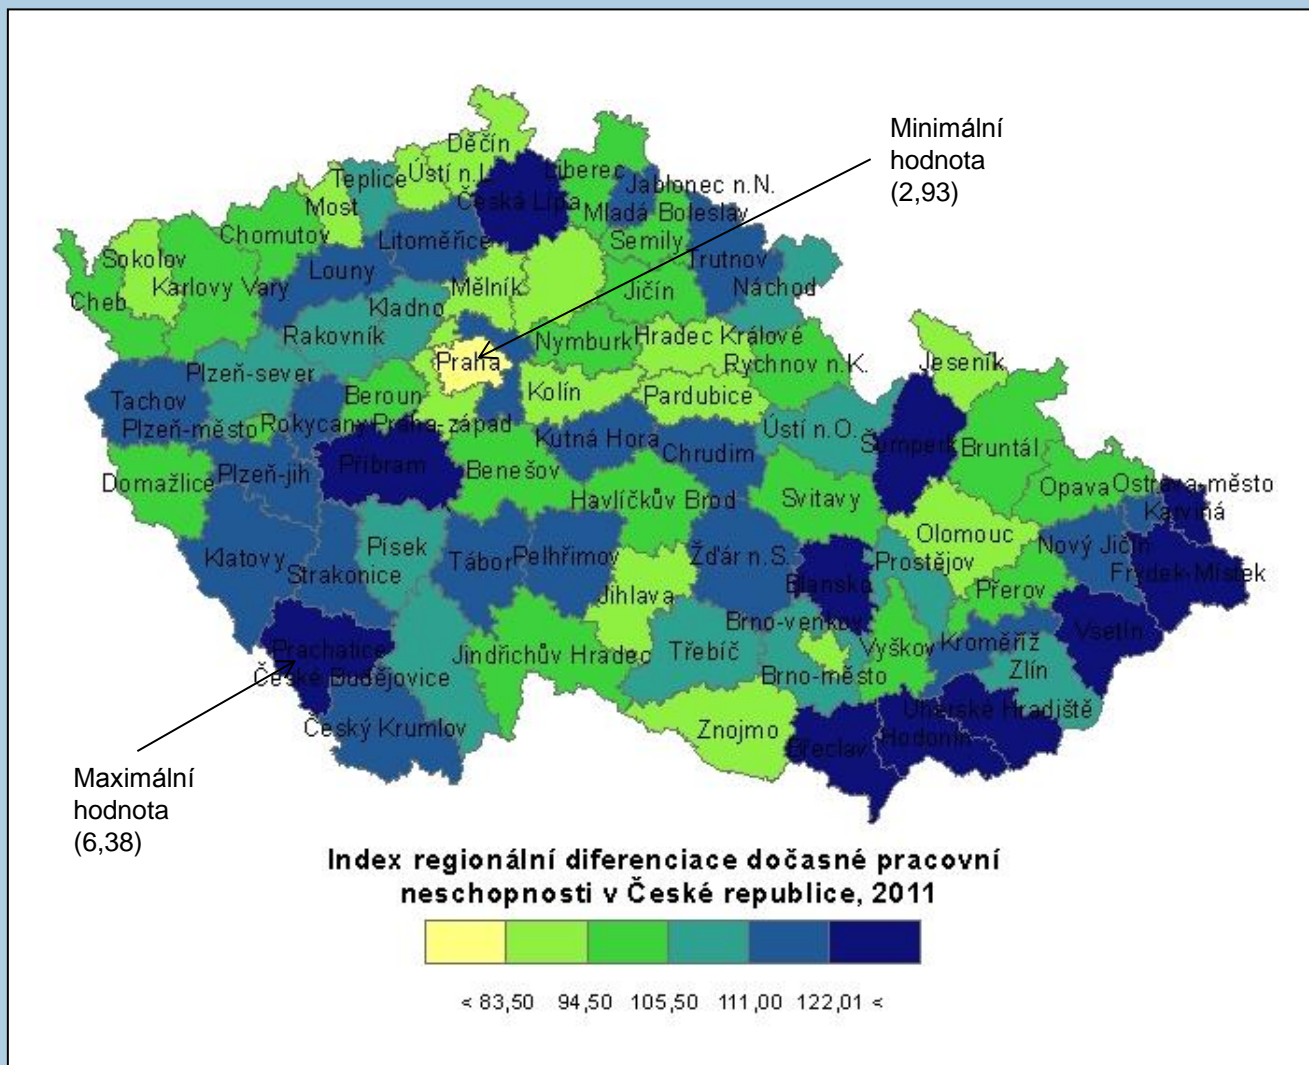 Minimální
hodnota
(2,93)
Děčín
Teplice
Ústí n.L.
Liberec
Jablonec n.N.
Most
Česká Lípa
Mladá Boleslav
Chomutov
Litoměřice
Semily
Sokolov
Louny
Trutnov
Cheb
Karlovy Vary
Mělník
Jičín
Náchod
Kladno
Rakovník
Nymburk
Hradec Králové
Praha
Rychnov n.K.
Jeseník
Plzeň-sever
Beroun
Kolín
Pardubice
Tachov
Plzeň-město
Rokycany
Praha-západ
Kutná Hora
Chrudim
Ústí n.O.
Šumperk
Bruntál
Domažlice
Plzeň-jih
Příbram
Benešov
Havlíčkův Brod
Svitavy
Opava
Ostrava-město
Karviná
Klatovy
Písek
Strakonice
Tábor
Pelhřimov
Žďár n.S.
Olomouc
Prostějov
Nový Jičín
Frýdek-Místek
Blansko
Přerov
Jihlava
Brno-venkov
Prachatice
České Budějovice
Jindřichův Hradec
Třebíč
Vyškov
Kroměříž
Vsetín
Brno-město
Zlín
Český Krumlov
Znojmo
Břeclav
Hodonín
Uherské Hradiště
Maximální
hodnota
(6,38)
Index regionální diferenciace dočasné pracovní
neschopnosti v České republice, 2011
< 83,50 94,50 105,50 111,00 122,01 <